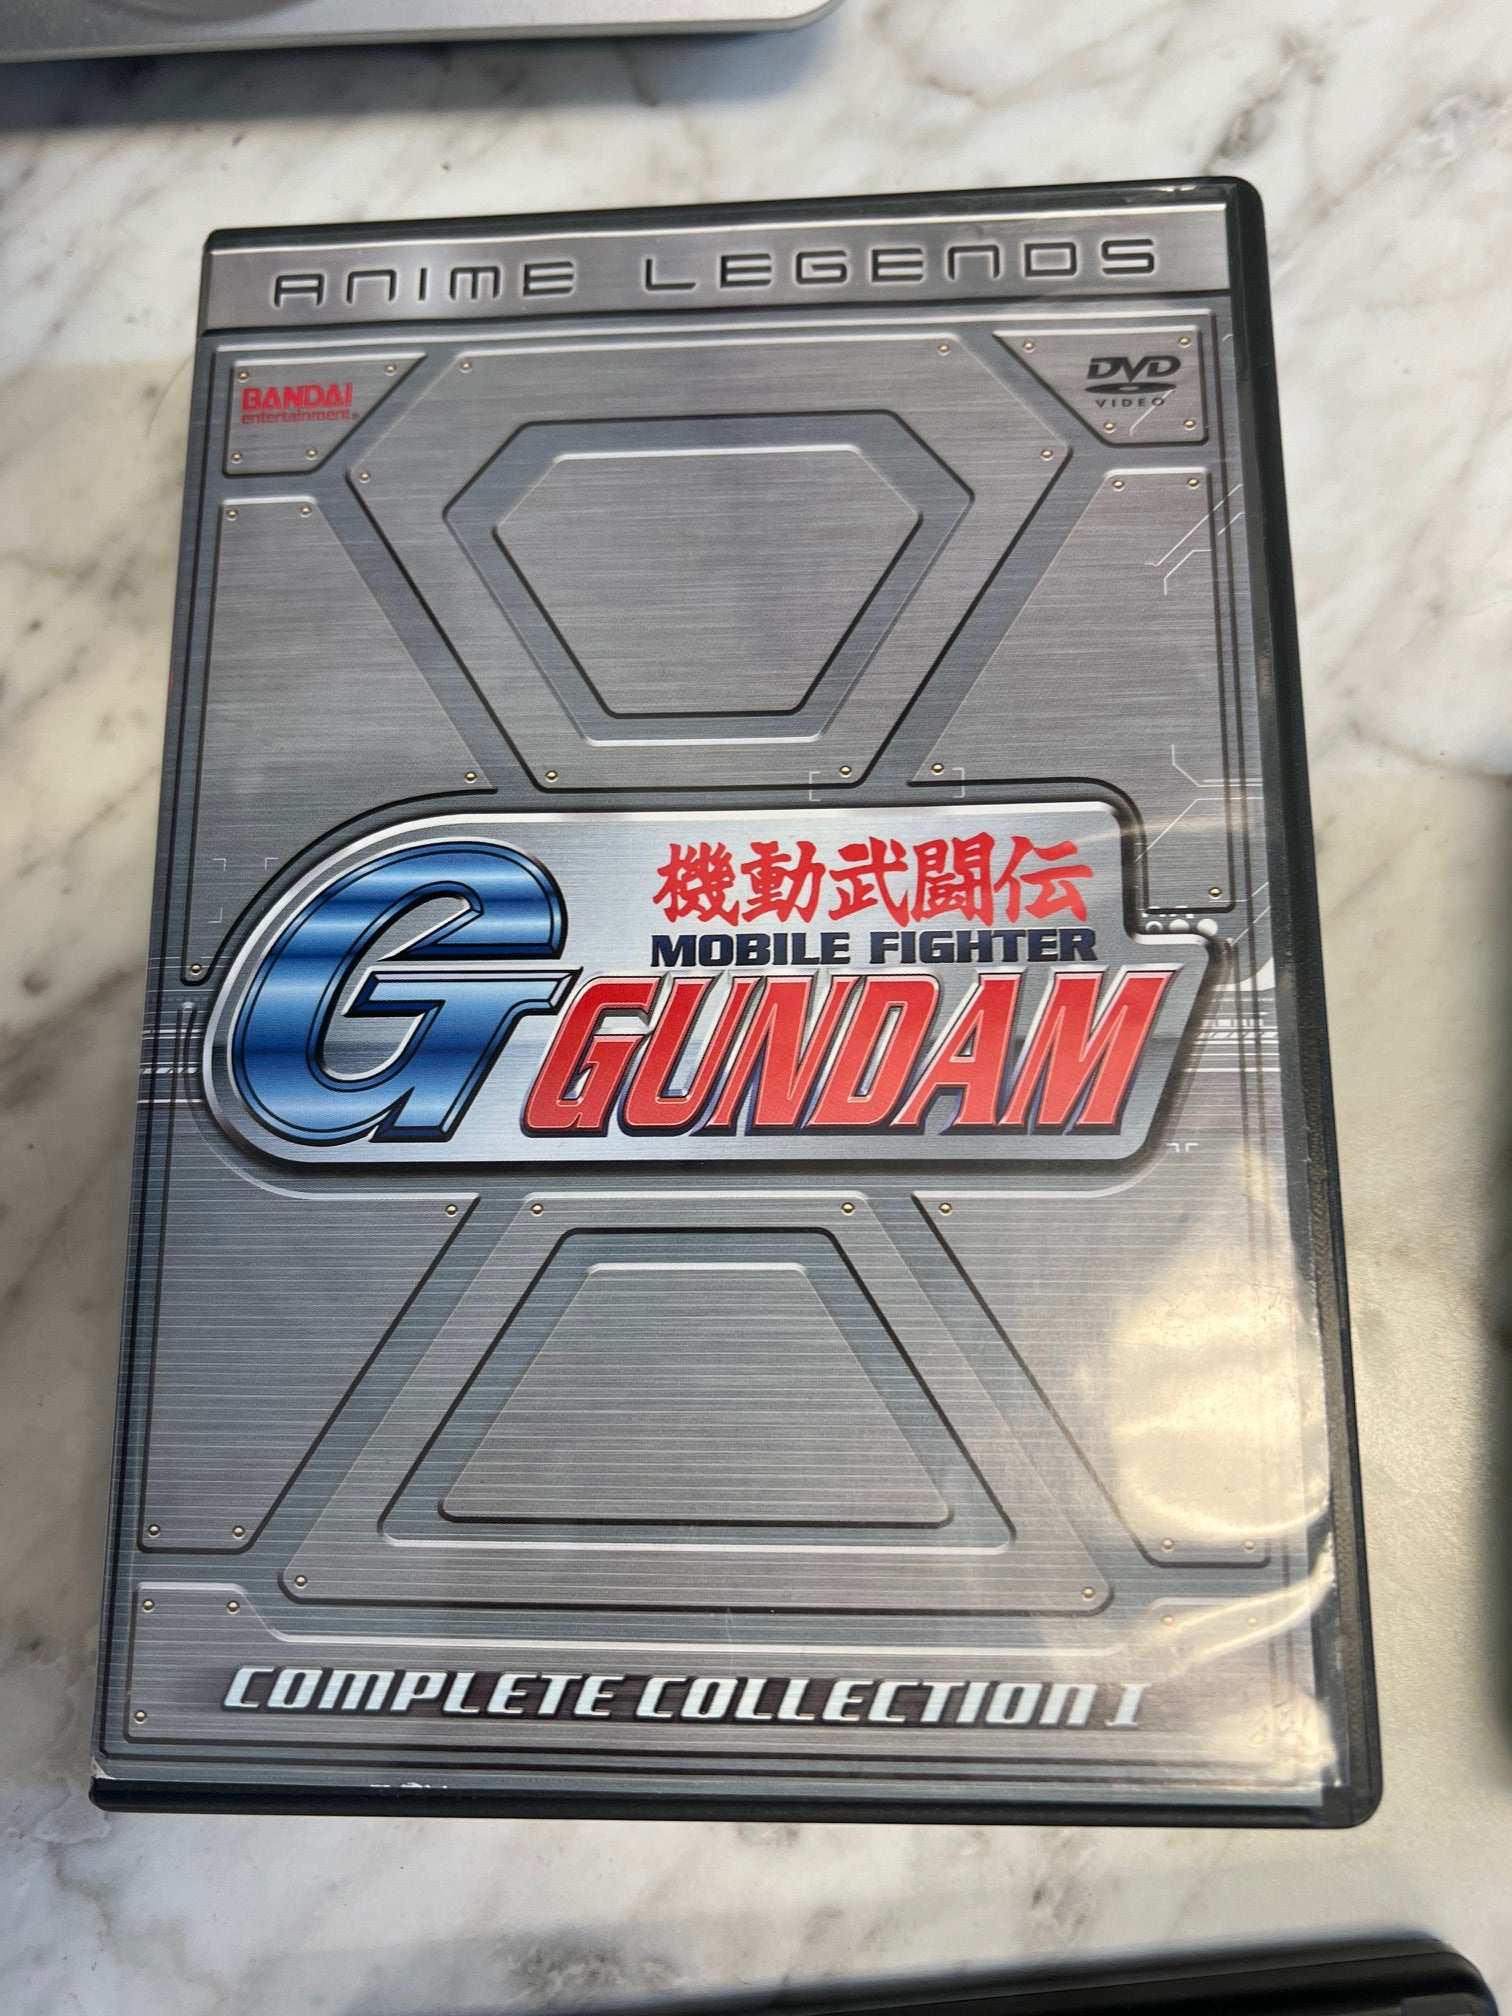 ANIME LEGENDS
BANDAI
entertainment®
DVD
VIDEO
機動武闘伝
MOBILE FIGHTER
G GUNDAM
COMPLETE COLLECTION I